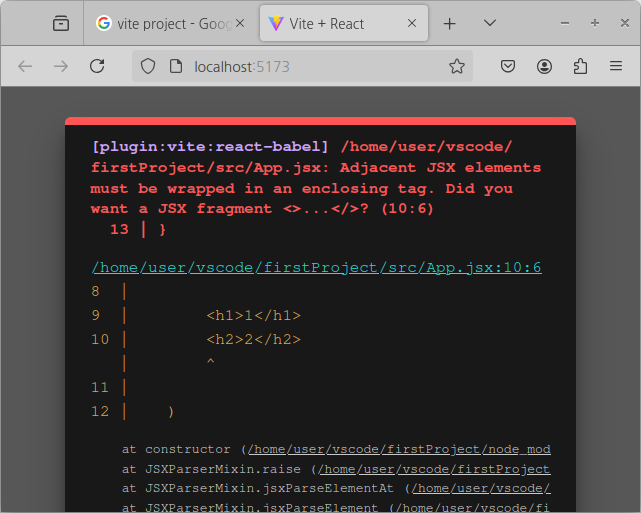 vite project - Goog
Vite + React
localhost:5173
[plugin:vite:react-babel] /home/user/vscode/
firstProject/src/App.jsx: Adjacent JSX elements
must be wrapped in an enclosing tag. Did you
want a JSX fragment <>...</>? (10:6)
13 | }
/home/user/vscode/firstProject/src/App.jsx:10:6
8 |
9 | <h1>1</h1>
10 | <h2>2</h2>
| ^
11 |
12 | )
at constructor (/home/user/vscode/firstProject/node_mod
at JSXParserMixin.raise (/home/user/vscode/firstProject
at JSXParserMixin.jsxParseElementAt (/home/user/vscode/
at JSXParserMixin.jsxParseElement (/home/user/vscode/fi